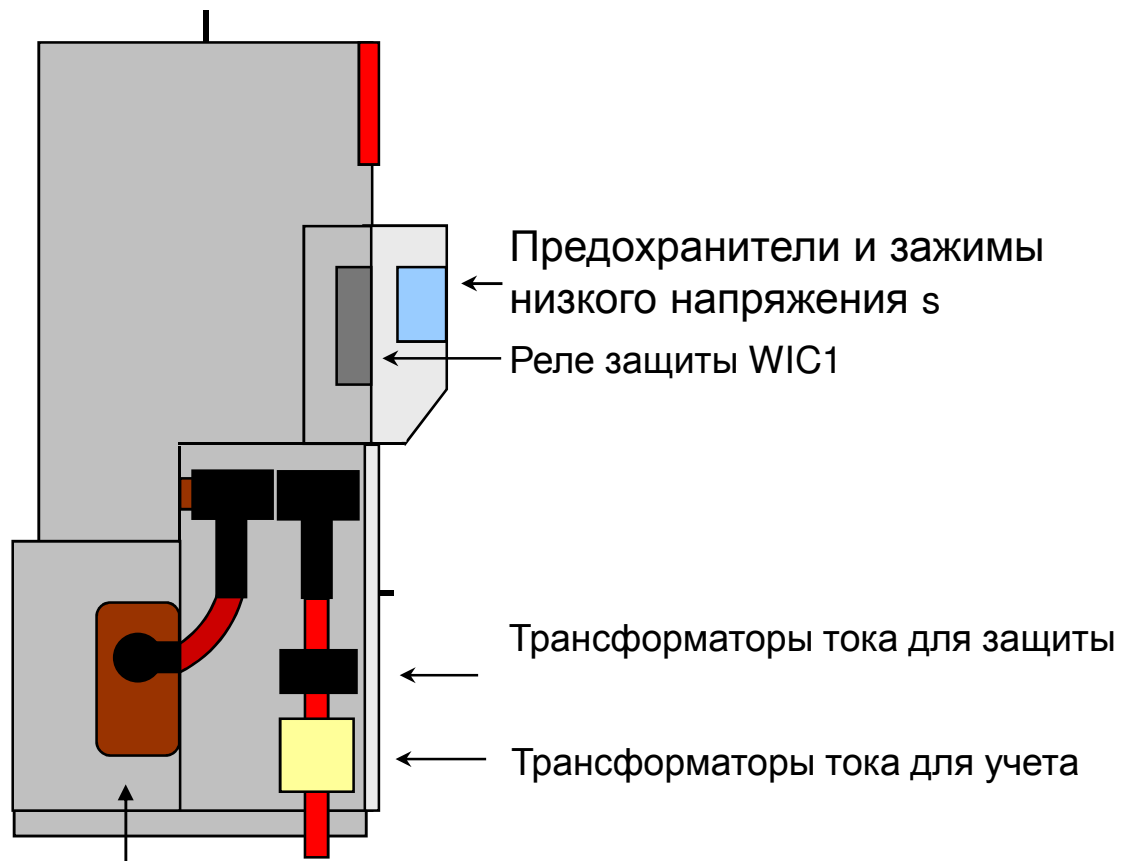 Предохранители и зажимы
низкого напряжения s
Реле защиты WIC1
Трансформаторы тока для защиты
Трансформаторы тока для учета